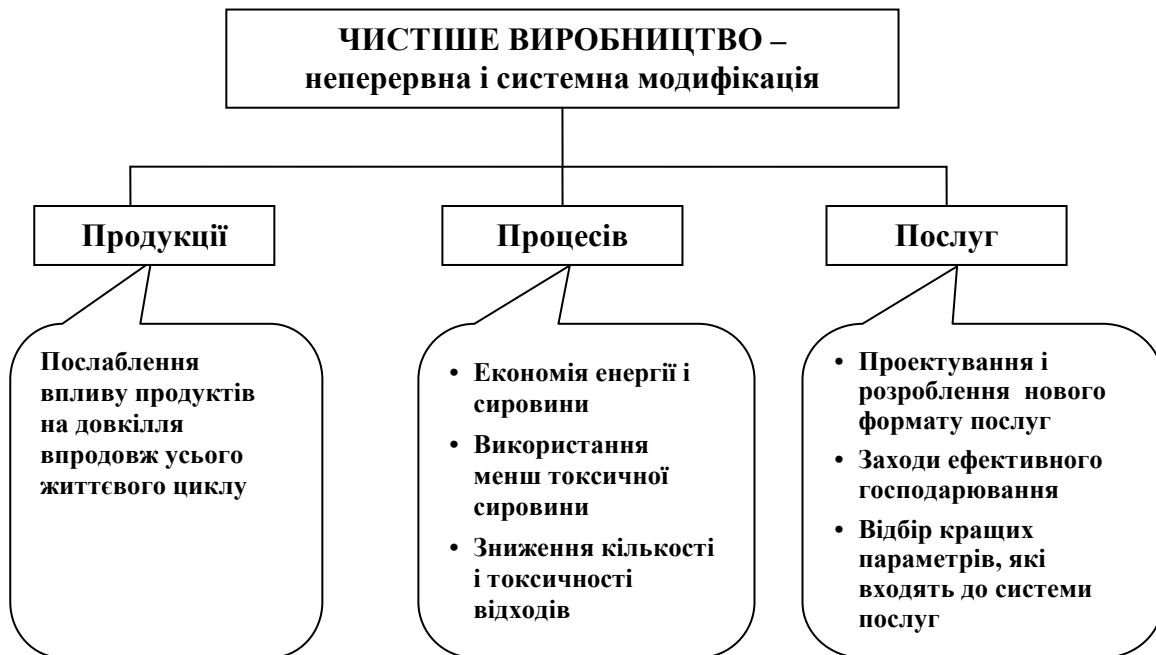 ЧИСТІШЕ ВИРОБНИЦТВО –
неперервна і системна модифікація
Продукції
Процесів
Послуг
Послаблення
впливу продуктів
на довкілля
впродовж усього
життєвого циклу
• Економія енергії і
сировини
• Використання
менш токсичної
сировини
• Зниження кількості
і токсичності
відходів
• Проектування і
розроблення нового
формату послуг
• Заходи ефективного
господарювання
• Відбір кращих
параметрів, які
входять до системи
послуг